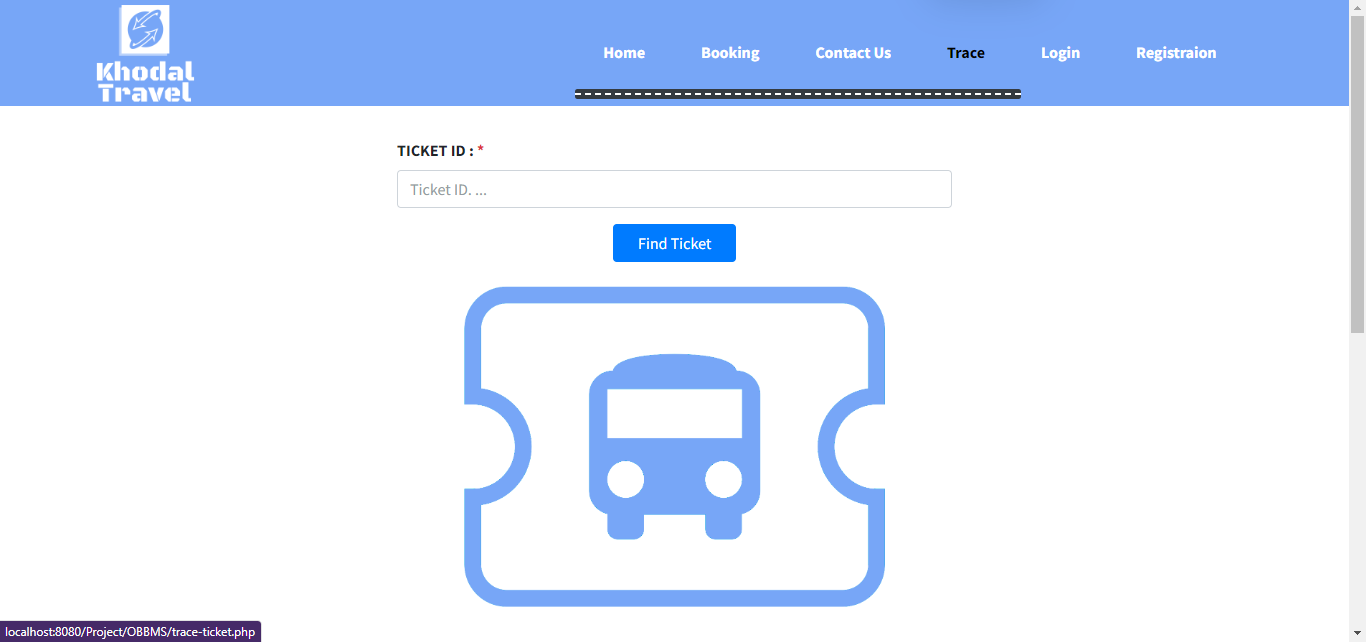 Khodal
Travel
Home Booking Contact Us Trace Login Registraion
TICKET ID : *
Ticket ID. ...
Find Ticket
localhost:8080/Project/OBBMS/trace-ticket.php